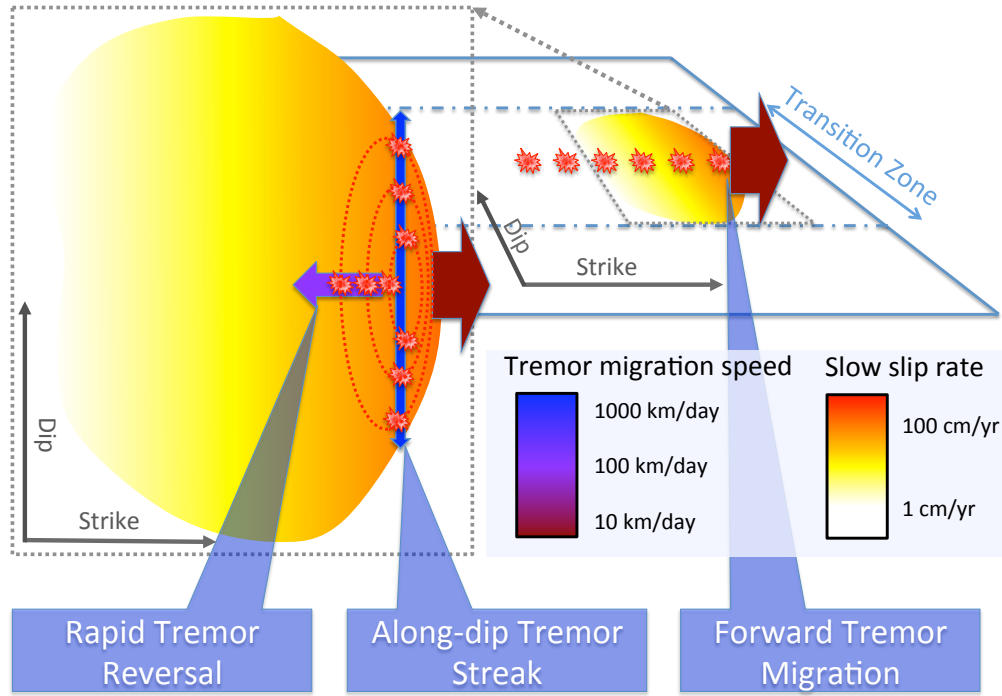 Transition Zone
Dip
Strike
Dip
Strike
Tremor migration speed
1000 km/day
100 km/day
10 km/day
Slow slip rate
100 cm/yr
1 cm/yr
Rapid Tremor
Reversal
Along-dip Tremor
Streak
Forward Tremor
Migration